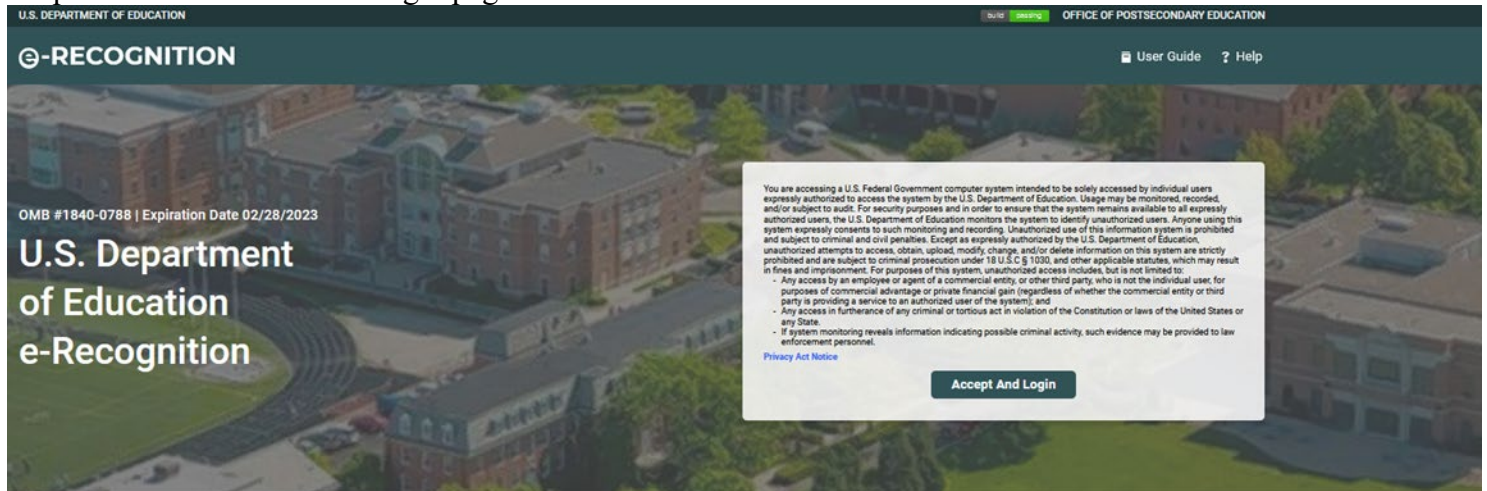 U.S. DEPARTMENT OF EDUCATION
build passing
OFFICE OF POSTSECONDARY EDUCATION
e-RECOGNITION
User Guide
? Help
OMB #1840-0788 | Expiration Date 02/28/2023
U.S. Department
of Education
e-Recognition
You are accessing a U.S. Federal Government computer system intended to be solely accessed by individual users
expressly authorized to access the system by the U.S. Department of Education. Usage may be monitored, recorded,
and/or subject to audit. For security purposes and in order to ensure that the system remains available to all expressly
authorized users, the U.S. Department of Education monitors the system to identify unauthorized users. Anyone using this
system expressly consents to such monitoring and recording. Unauthorized use of this information system is prohibited
and subject to criminal and civil penalties. Except as expressly authorized by the U.S. Department of Education,
unauthorized attempts to access, obtain, upload, modify, change, and/or delete information on this system are strictly
prohibited and are subject to criminal prosecution under 18 U.S.C § 1030, and other applicable statutes, which may result
in fines and imprisonment. For purposes of this system, unauthorized access includes, but is not limited to:
- Any access by an employee or agent of a commercial entity, or other third party, who is not the individual user, for
purposes of commercial advantage or private financial gain (regardless of whether the commercial entity or third
party is providing a service to an authorized user of the system); and
- Any access in furtherance of any criminal or tortious act in violation of the Constitution or laws of the United States or
any State.
- If system monitoring reveals information indicating possible criminal activity, such evidence may be provided to law
enforcement personnel.
Privacy Act Notice
Accept And Login